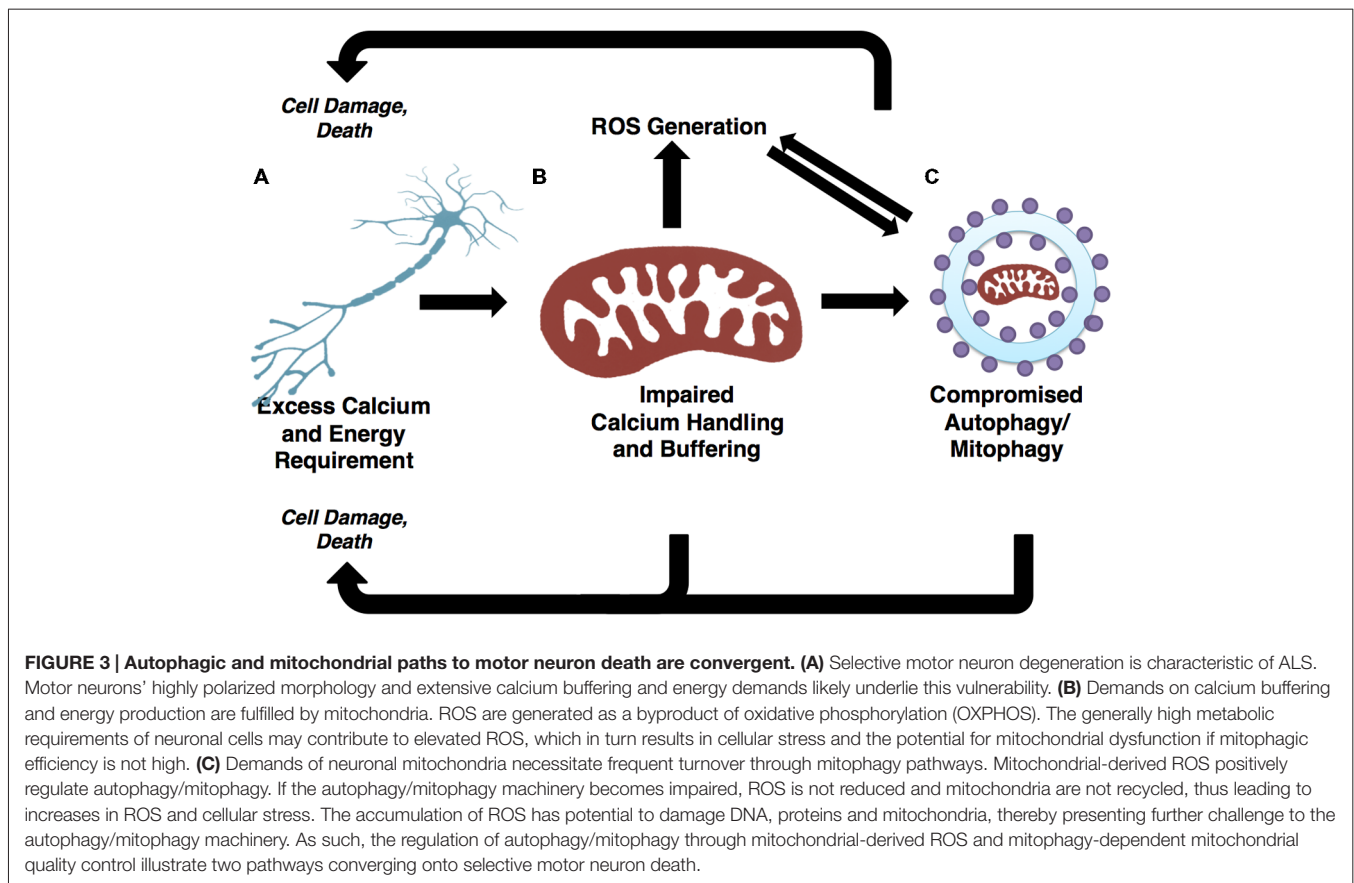 Cell Damage,
Death
ROS Generation
A
B
C
Excess Calcium
and Energy
Requirement
Impaired
Calcium Handling
and Buffering
Compromised
Autophagy/
Mitophagy
Cell Damage,
Death
FIGURE 3 | Autophagic and mitochondrial paths to motor neuron death are convergent. (A) Selective motor neuron degeneration is characteristic of ALS.
Motor neurons' highly polarized morphology and extensive calcium buffering and energy demands likely underlie this vulnerability. (B) Demands on calcium buffering
and energy production are fulfilled by mitochondria. ROS are generated as a byproduct of oxidative phosphorylation (OXPHOS). The generally high metabolic
requirements of neuronal cells may contribute to elevated ROS, which in turn results in cellular stress and the potential for mitochondrial dysfunction if mitophagic
efficiency is not high. (C) Demands of neuronal mitochondria necessitate frequent turnover through mitophagy pathways. Mitochondrial-derived ROS positively
regulate autophagy/mitophagy. If the autophagy/mitophagy machinery becomes impaired, ROS is not reduced and mitochondria are not recycled, thus leading to
increases in ROS and cellular stress. The accumulation of ROS has potential to damage DNA, proteins and mitochondria, thereby presenting further challenge to the
autophagy/mitophagy machinery. As such, the regulation of autophagy/mitophagy through mitochondrial-derived ROS and mitophagy-dependent mitochondrial
quality control illustrate two pathways converging onto selective motor neuron death.